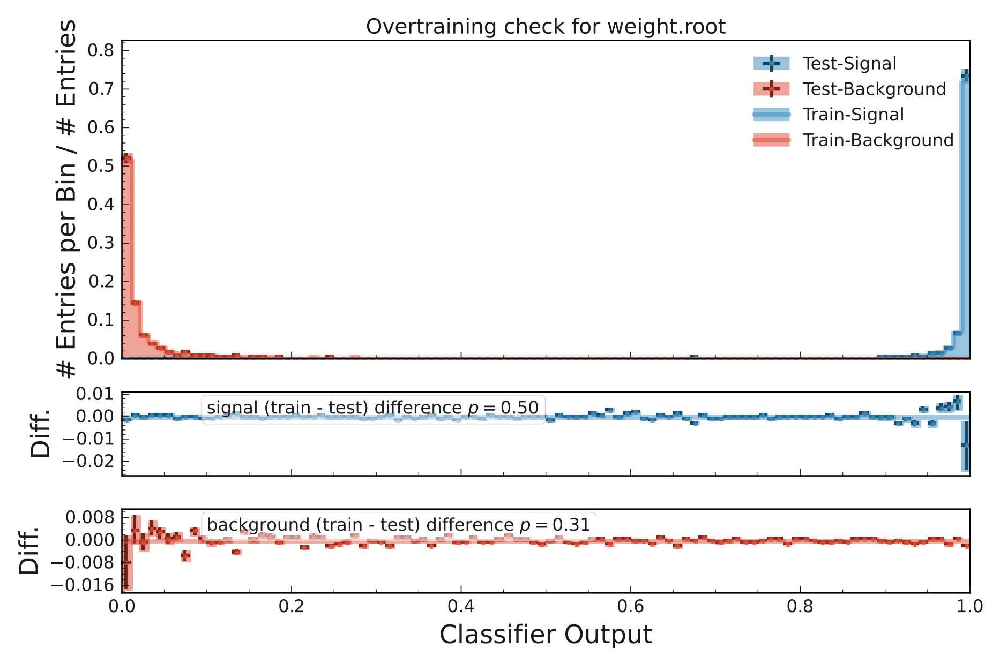 Overtraining check for weight.root
# Entries per Bin / # Entries
0.8
0.7
0.6
0.5
0.4
0.3
0.2
0.1
0.0
Test-Signal
Test-Background
Train-Signal
Train-Background
Diff.
0.01
0.00
−0.01
−0.02
signal (train - test) difference p = 0.50
Diff.
0.008
0.000
−0.008
−0.016
background (train - test) difference p = 0.31
0.0 0.2 0.4 0.6 0.8 1.0
Classifier Output